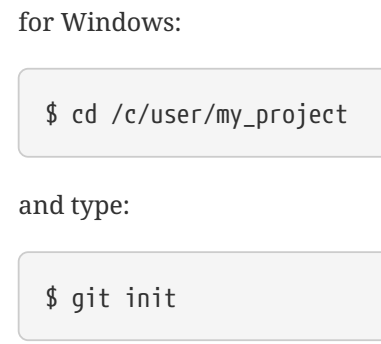 for Windows:
$ cd /c/user/my_project
and type:
$ git init